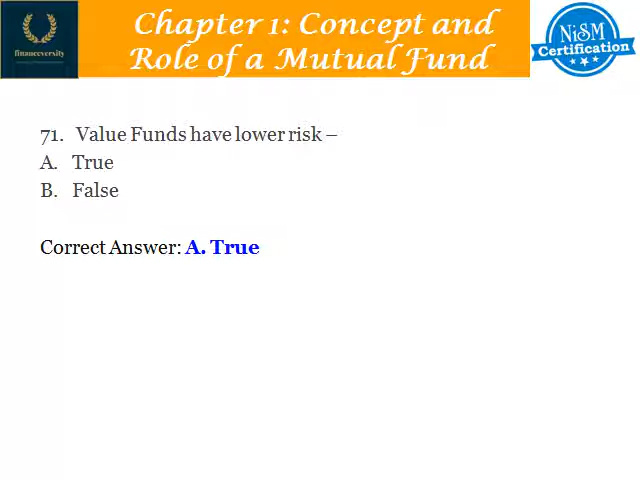 financeversity
Chapter 1: Concept and
Role of a Mutual Fund
NiSM
Certification
71. Value Funds have lower risk –
A. True
B. False
Correct Answer: A. True